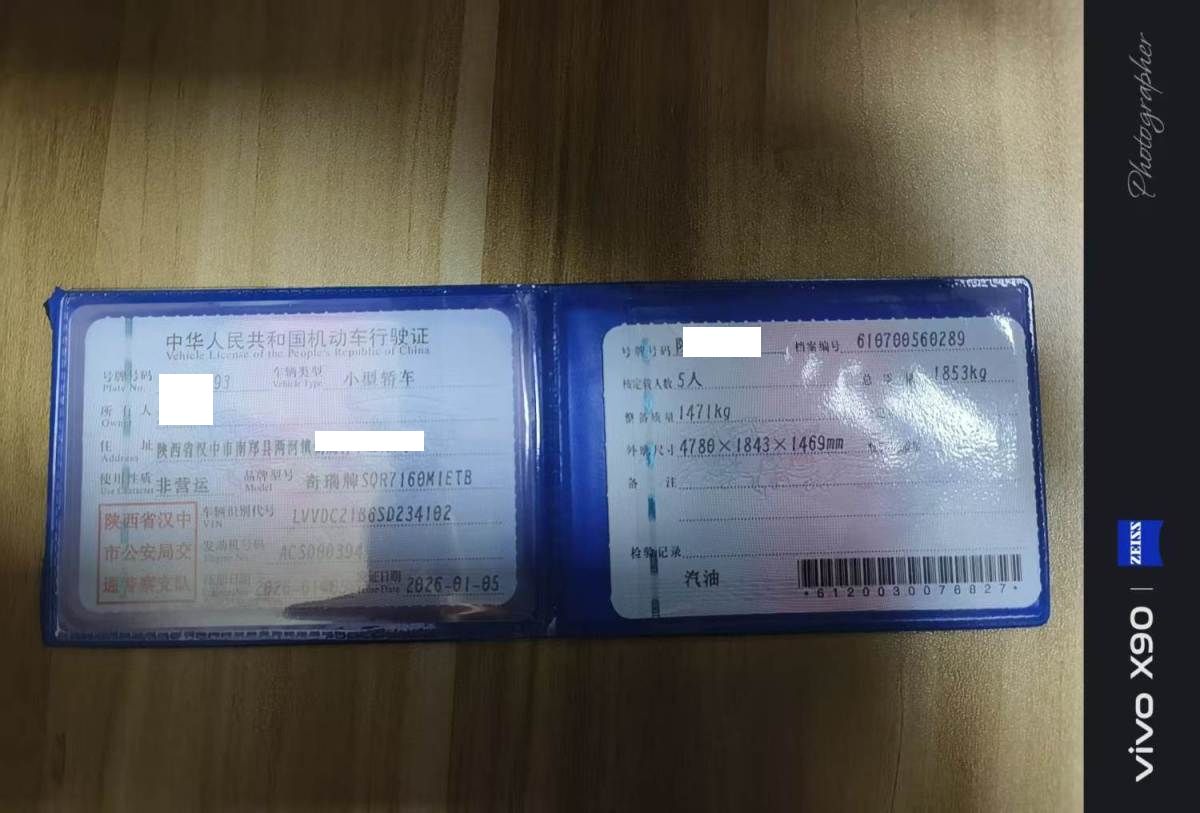 中华人民共和国机动车行驶证
Vehicle License of the People's Republic of China
号牌号码 93 车辆类型 小型轿车
Plate No. Vehicle Type
所有人
Owner
住址 陕西省汉中市南郑县两河镇
Address
使用性质 非营运 品牌型号 奇瑞牌SQR7160M1ETB
Use Character Model
陕西省汉中
市公安局交
通警察支队
车辆识别代号 LVVDC21B6SD234102
VIN
发动机号码
发证日期 2026-01-05
Issue Date
号牌号码 档案编号 610700560289
核定载人数 5人 总质量 1853kg
整备质量 1471kg
外廓尺寸 4780×1843×1469mm
备注
检验记录
汽油
*6120030076827*
Photographer
ZEISS
vivo X90